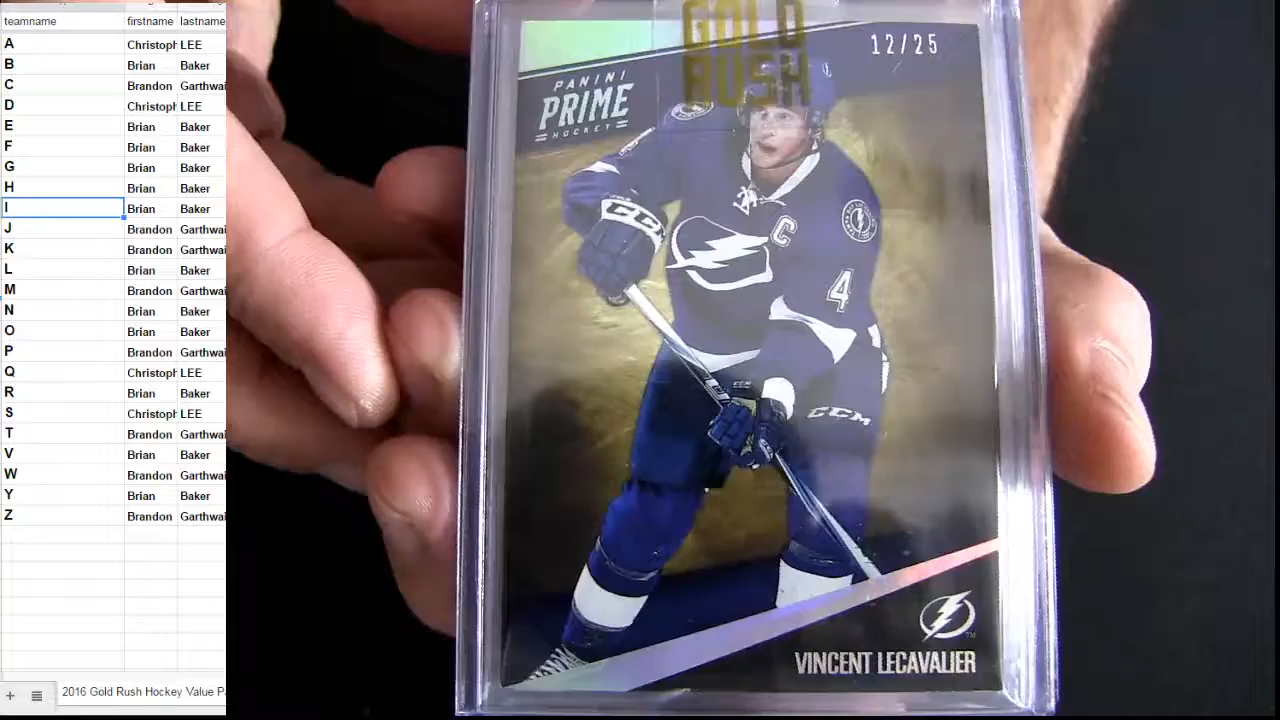 teamname firstname lastname
A Christoph LEE
B Brian Baker
C Brandon Garthwai
D Christoph LEE
E Brian Baker
F Brian Baker
G Brian Baker
H Brian Baker
I Brian Baker
J Brandon Garthwai
K Brandon Garthwai
L Brian Baker
M Brandon Garthwai
N Brian Baker
O Brian Baker
P Brandon Garthwai
Q Christoph LEE
R Brian Baker
S Christoph LEE
T Brandon Garthwai
V Brian Baker
W Brandon Garthwai
Y Brian Baker
Z Brandon Garthwai
+ 2016 Gold Rush Hockey Value P
GOLD
RUSH
12/25
PANINI
PRIME
HOCKEY
CCM
C
4
CCM
VINCENT LECAVALIER